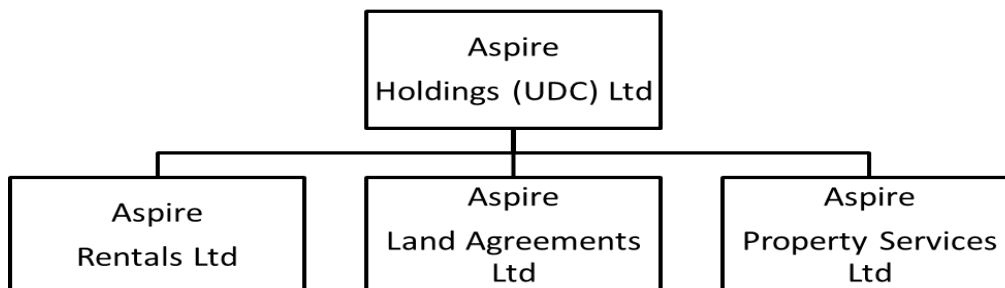 Aspire
Holdings (UDC) Ltd
Aspire
Rentals Ltd
Aspire
Land Agreements
Ltd
Aspire
Property Services
Ltd